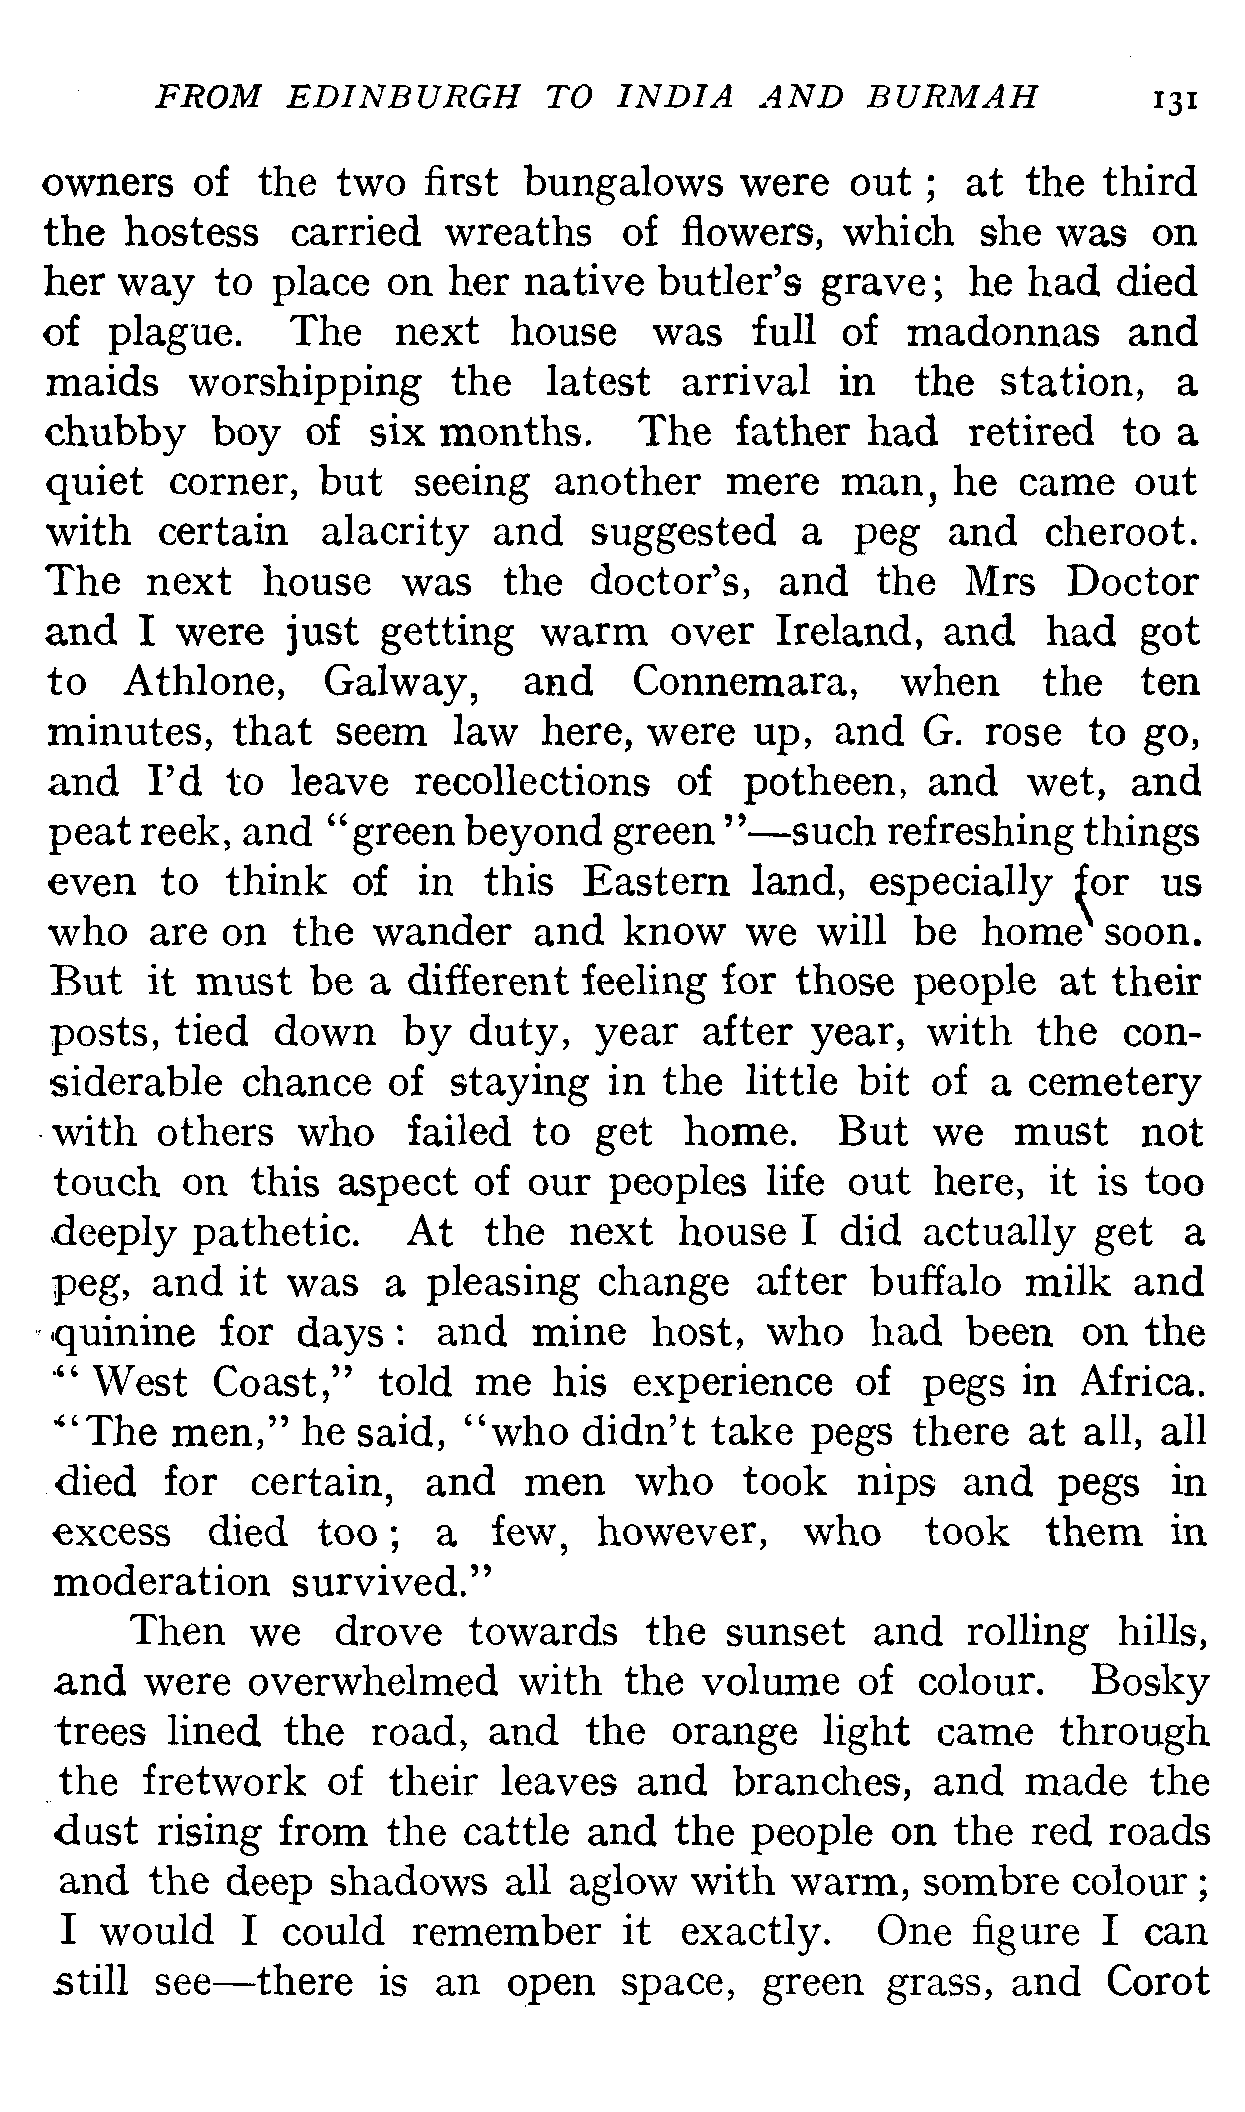 FROM EDINBURGH TO INDIA AND BURMAH 131
owners of the two first bungalows were out ; at the third
the hostess carried wreaths of flowers, which she was on
her way to place on her native butler's grave; he had died
of plague. The next house was full of madonnas and
maids worshipping the latest arrival in the station, a
chubby boy of six months. The father had retired to a
quiet corner, but seeing another mere man, he came out
with certain alacrity and suggested a peg and cheroot.
The next house was the doctor's, and the Mrs Doctor
and I were just getting warm over Ireland, and had got
to Athlone, Galway, and Connemara, when the ten
minutes, that seem law here, were up, and G. rose to go,
and I'd to leave recollections of potheen, and wet, and
peat reek, and "green beyond green"—such refreshing things
even to think of in this Eastern land, especially for us
who are on the wander and know we will be home soon.
But it must be a different feeling for those people at their
posts, tied down by duty, year after year, with the con-
siderable chance of staying in the little bit of a cemetery
with others who failed to get home. But we must not
touch on this aspect of our peoples life out here, it is too
deeply pathetic. At the next house I did actually get a
peg, and it was a pleasing change after buffalo milk and
quinine for days : and mine host, who had been on the
"West Coast," told me his experience of pegs in Africa.
"The men," he said, "who didn't take pegs there at all, all
died for certain, and men who took nips and pegs in
excess died too ; a few, however, who took them in
moderation survived."
Then we drove towards the sunset and rolling hills,
and were overwhelmed with the volume of colour. Bosky
trees lined the road, and the orange light came through
the fretwork of their leaves and branches, and made the
dust rising from the cattle and the people on the red roads
and the deep shadows all aglow with warm, sombre colour ;
I would I could remember it exactly. One figure I can
still see—there is an open space, green grass, and Corot